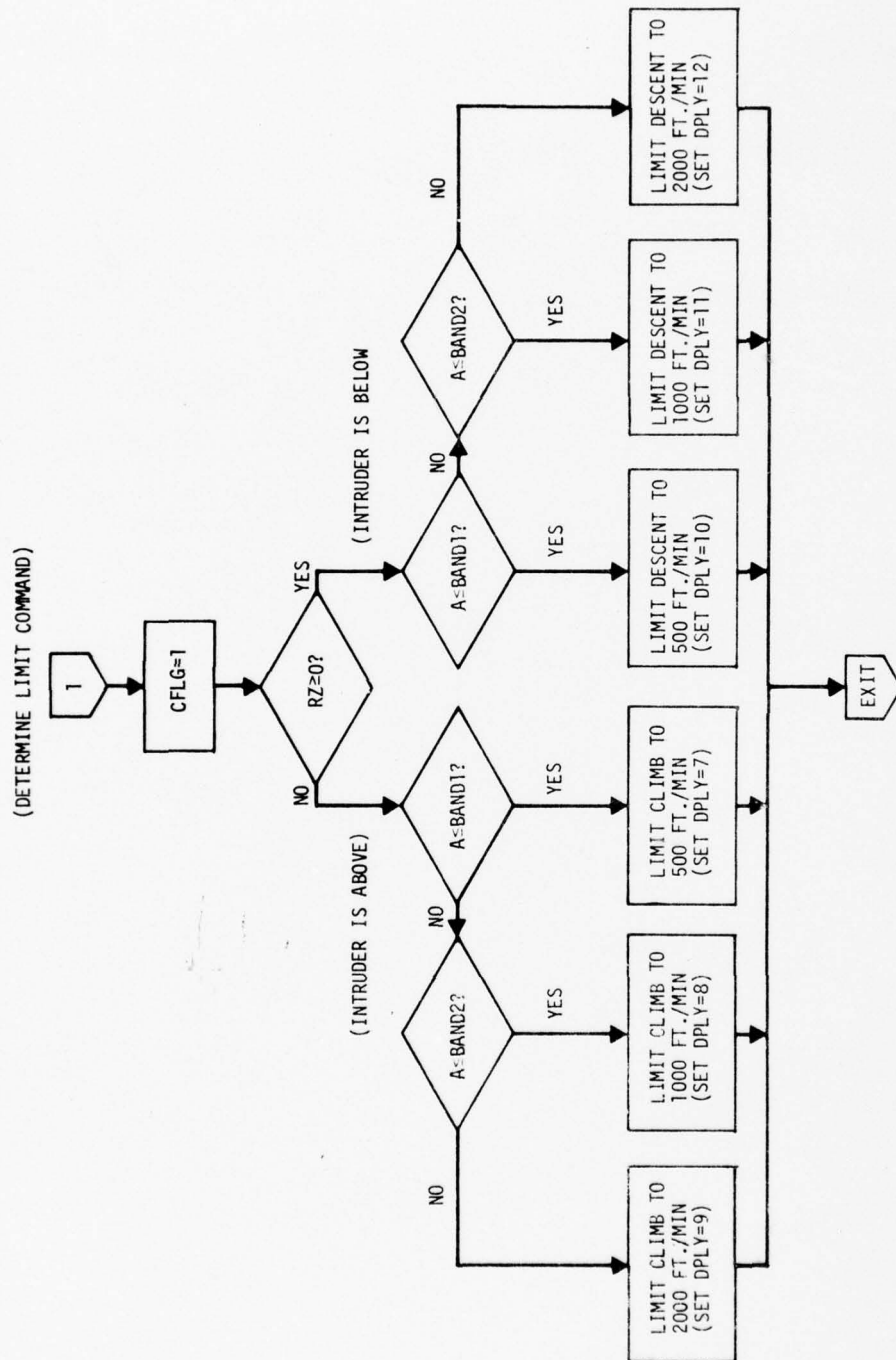 (DETERMINE LIMIT COMMAND)
1
CFLG=1
RZ≥0?
NO
YES
(INTRUDER IS ABOVE)
(INTRUDER IS BELOW
A≤BAND2?
NO
A≤BAND1?
A≤BAND1?
NO
A≤BAND2?
NO
YES
YES
YES
YES
NO
LIMIT CLIMB TO
2000 FT./MIN
(SET DPLY=9)
LIMIT CLIMB TO
1000 FT./MIN
(SET DPLY=8)
LIMIT CLIMB TO
500 FT./MIN
(SET DPLY=7)
LIMIT DESCENT TO
500 FT./MIN
(SET DPLY=10)
LIMIT DESCENT TO
1000 FT./MIN
(SET DPLY=11)
LIMIT DESCENT TO
2000 FT./MIN
(SET DPLY=12)
EXIT